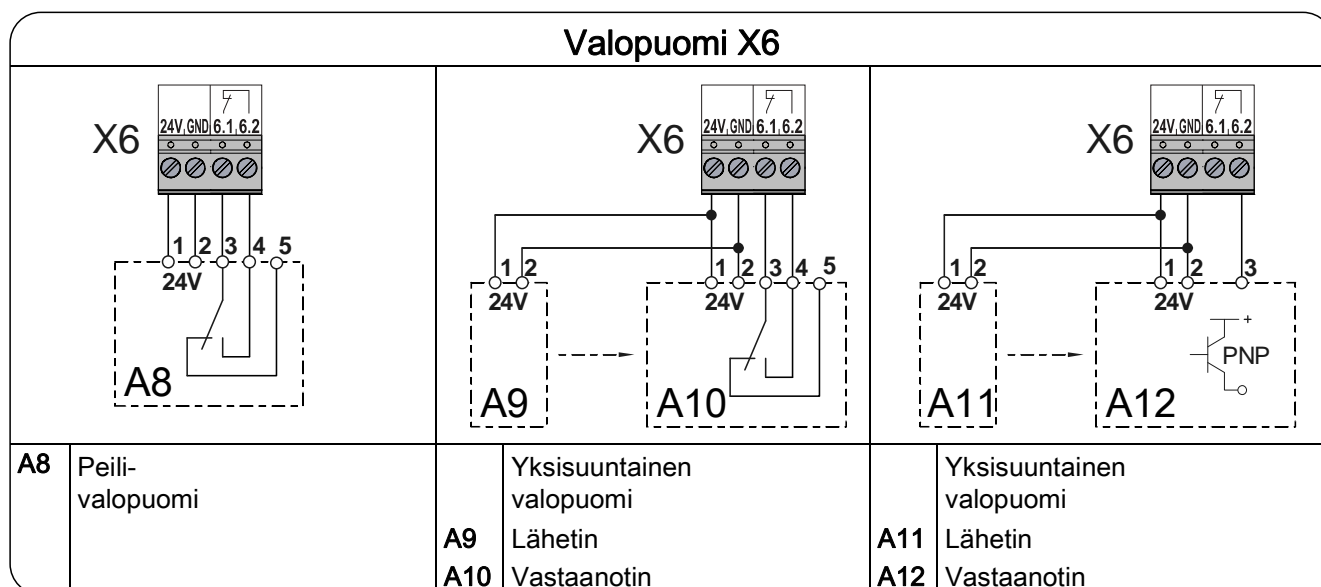 Valopuomi X6
X6
24V GND 6.1 6.2
1 2 3 4 5
24V
A8
X6
24V GND 6.1 6.2
1 2
24V
A9
1 2 3 4 5
24V
A10
X6
24V GND 6.1 6.2
1 2
24V
A11
1 2 3
24V
+
PNP
A12
A8 Peili-
valopuomi
Yksisuuntainen
valopuomi
A9 Lähetin
A10 Vastaanotin
Yksisuuntainen
valopuomi
A11 Lähetin
A12 Vastaanotin